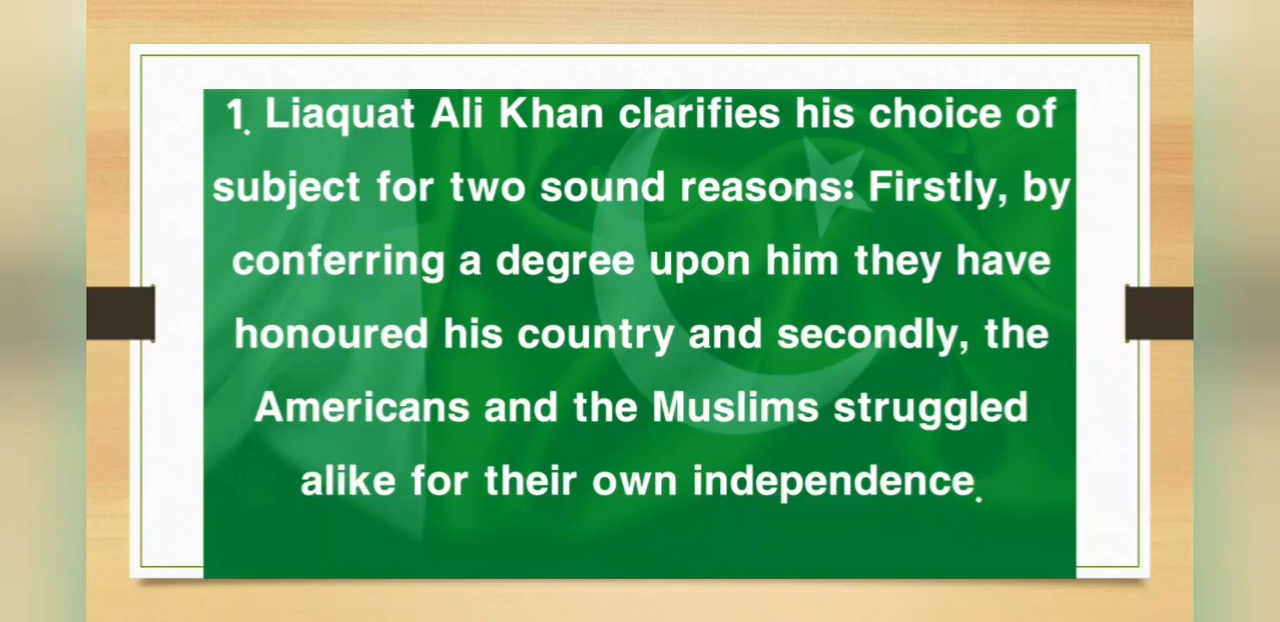 1. Liaquat Ali Khan clarifies his choice of
subject for two sound reasons: Firstly, by
conferring a degree upon him they have
honoured his country and secondly, the
Americans and the Muslims struggled
alike for their own independence.